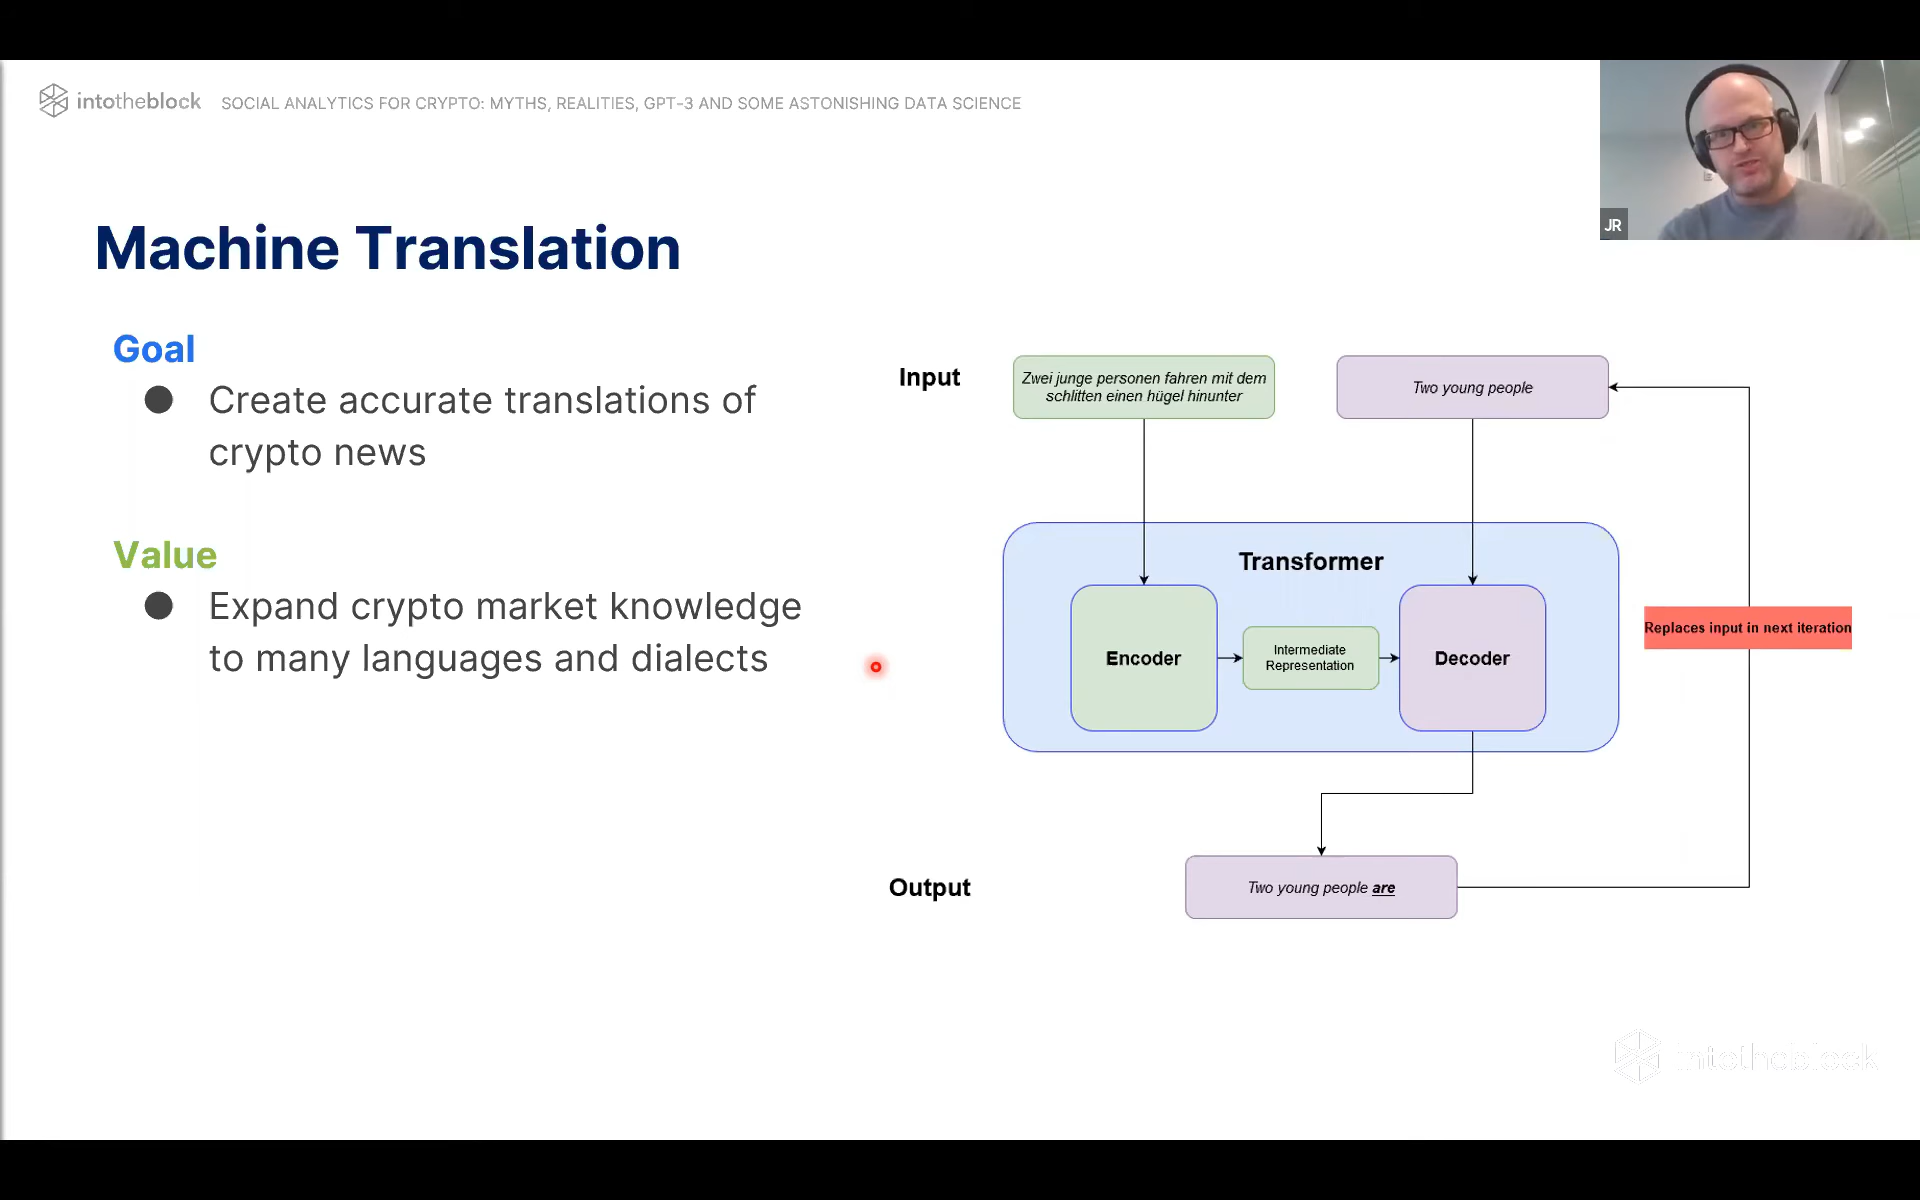 intotheblock SOCIAL ANALYTICS FOR CRYPTO: MYTHS, REALITIES, GPT-3 AND SOME ASTONISHING DATA SCIENCE
JR
Machine Translation
Goal
● Create accurate translations of
crypto news
Value
● Expand crypto market knowledge
to many languages and dialects
Input
Zwei junge personen fahren mit dem
schlitten einen hügel hinunter
Two young people
Transformer
Encoder
Intermediate
Representation
Decoder
Replaces input in next iteration
Output
Two young people are
intotheblock